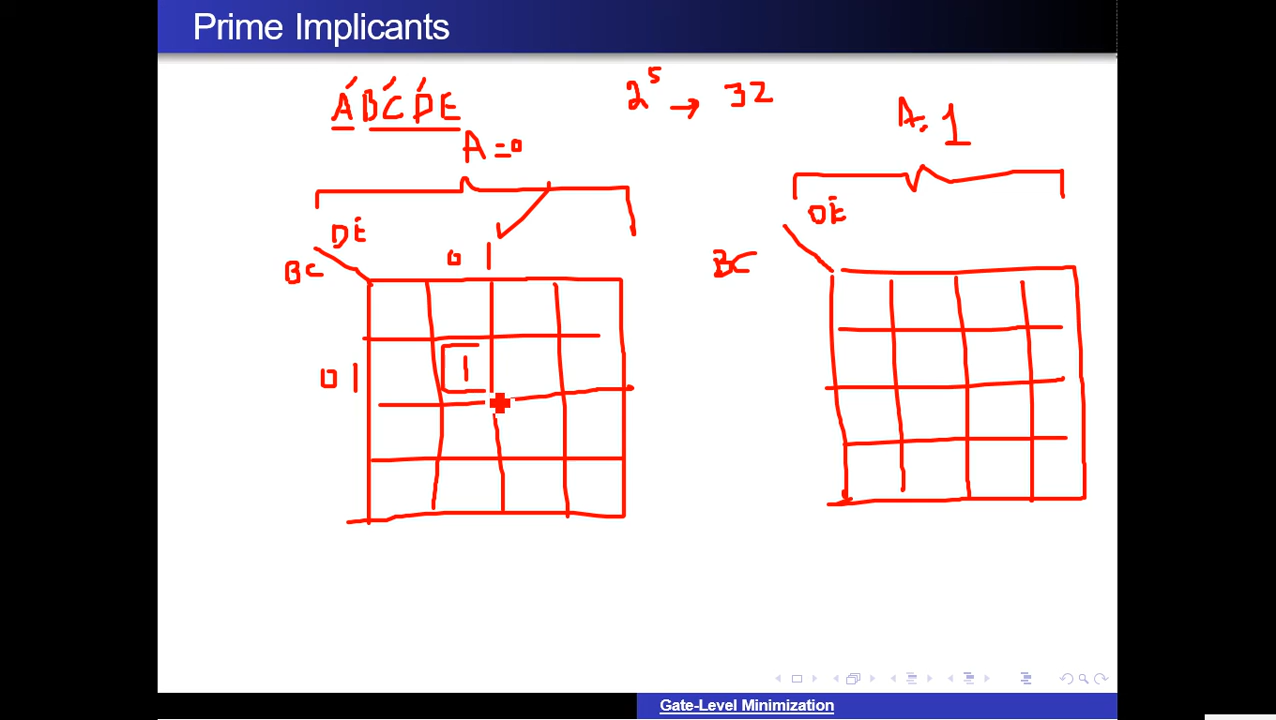 Prime Implicants
A'B'C'D'E
2^5 → 32
A = 0
A: 1
DE
DE
BC
0 1
BC
0 1
1
Gate-Level Minimization